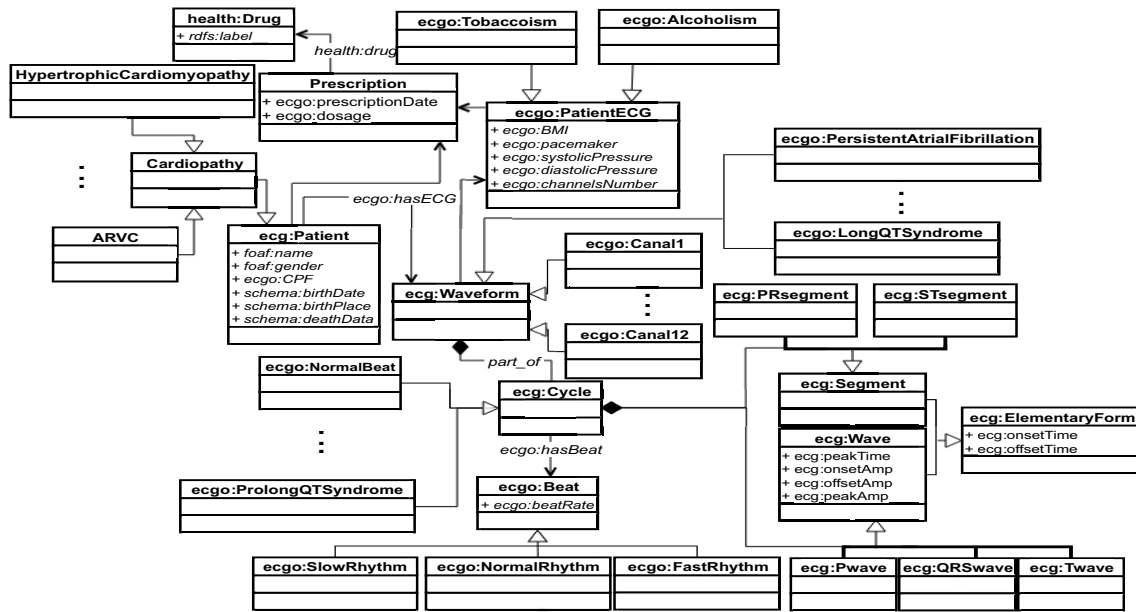 health:Drug
+ rdfs:label
health:drug
ecgo:Tobaccoism
ecgo:Alcoholism
HypertrophicCardiomyopathy
Prescription
+ ecgo:prescriptionDate
+ ecgo:dosage
ecgo:PatientECG
+ ecgo:BMI
+ ecgo:pacemaker
+ ecgo:systolicPressure
+ ecgo:diastolicPressure
+ ecgo:channelsNumber
ecgo:PersistentAtrialFibrillation
...
ecgo:LongQTSyndrome
Cardiopathy
...
ARVC
ecgo:hasECG
ecg:Patient
+ foaf:name
+ foaf:gender
+ ecgo:CPF
+ schema:birthDate
+ schema:birthPlace
+ schema:deathData
ecg:Waveform
ecgo:Canal1
...
ecgo:Canal12
ecg:PRsegment
ecg:STsegment
part_of
ecgo:NormalBeat
...
ecgo:ProlongQTSyndrome
ecg:Cycle
ecgo:hasBeat
ecgo:Beat
+ ecgo:beatRate
ecg:Segment
ecg:Wave
+ ecg:peakTime
+ ecg:onsetAmp
+ ecg:offsetAmp
+ ecg:peakAmp
ecg:ElementaryForm
+ ecg:onsetTime
+ ecg:offsetTime
ecgo:SlowRhythm
ecgo:NormalRhythm
ecgo:FastRhythm
ecg:Pwave
ecg:QRSwave
ecg:Twave